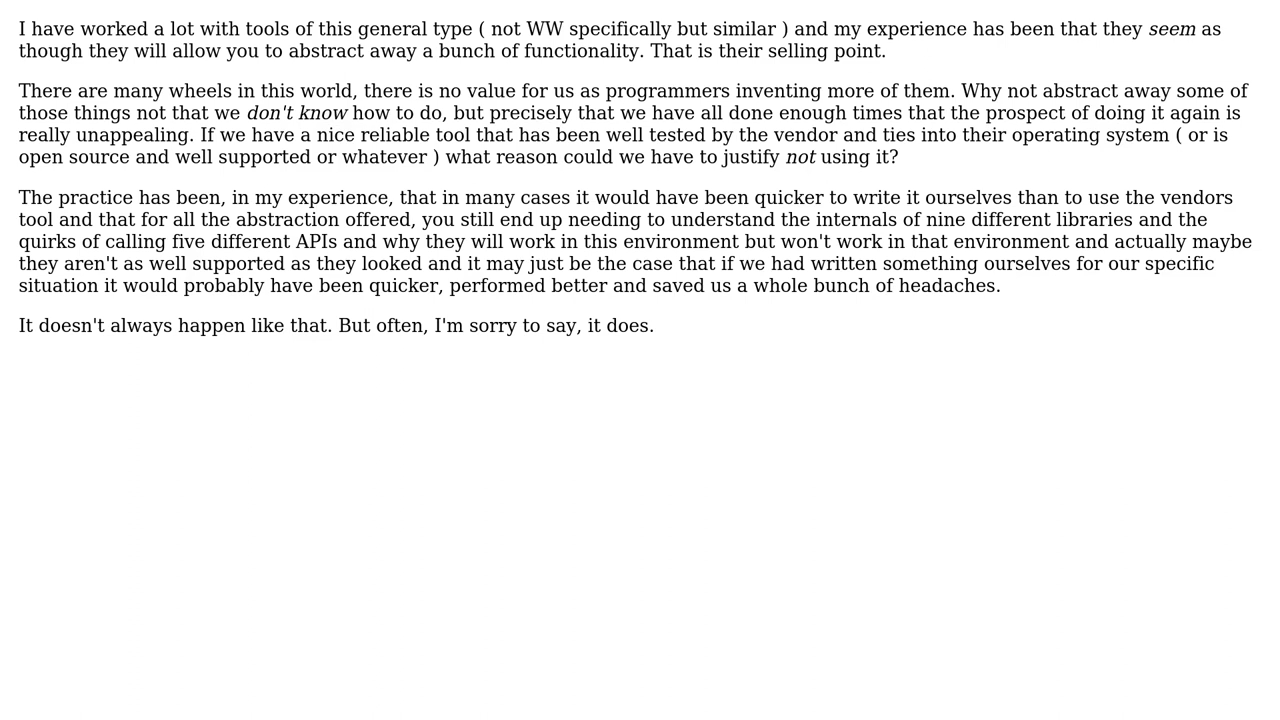 I have worked a lot with tools of this general type ( not WW specifically but similar ) and my experience has been that they seem as
though they will allow you to abstract away a bunch of functionality. That is their selling point.
There are many wheels in this world, there is no value for us as programmers inventing more of them. Why not abstract away some of
those things not that we don't know how to do, but precisely that we have all done enough times that the prospect of doing it again is
really unappealing. If we have a nice reliable tool that has been well tested by the vendor and ties into their operating system ( or is
open source and well supported or whatever ) what reason could we have to justify not using it?
The practice has been, in my experience, that in many cases it would have been quicker to write it ourselves than to use the vendors
tool and that for all the abstraction offered, you still end up needing to understand the internals of nine different libraries and the
quirks of calling five different APIs and why they will work in this environment but won't work in that environment and actually maybe
they aren't as well supported as they looked and it may just be the case that if we had written something ourselves for our specific
situation it would probably have been quicker, performed better and saved us a whole bunch of headaches.
It doesn't always happen like that. But often, I'm sorry to say, it does.